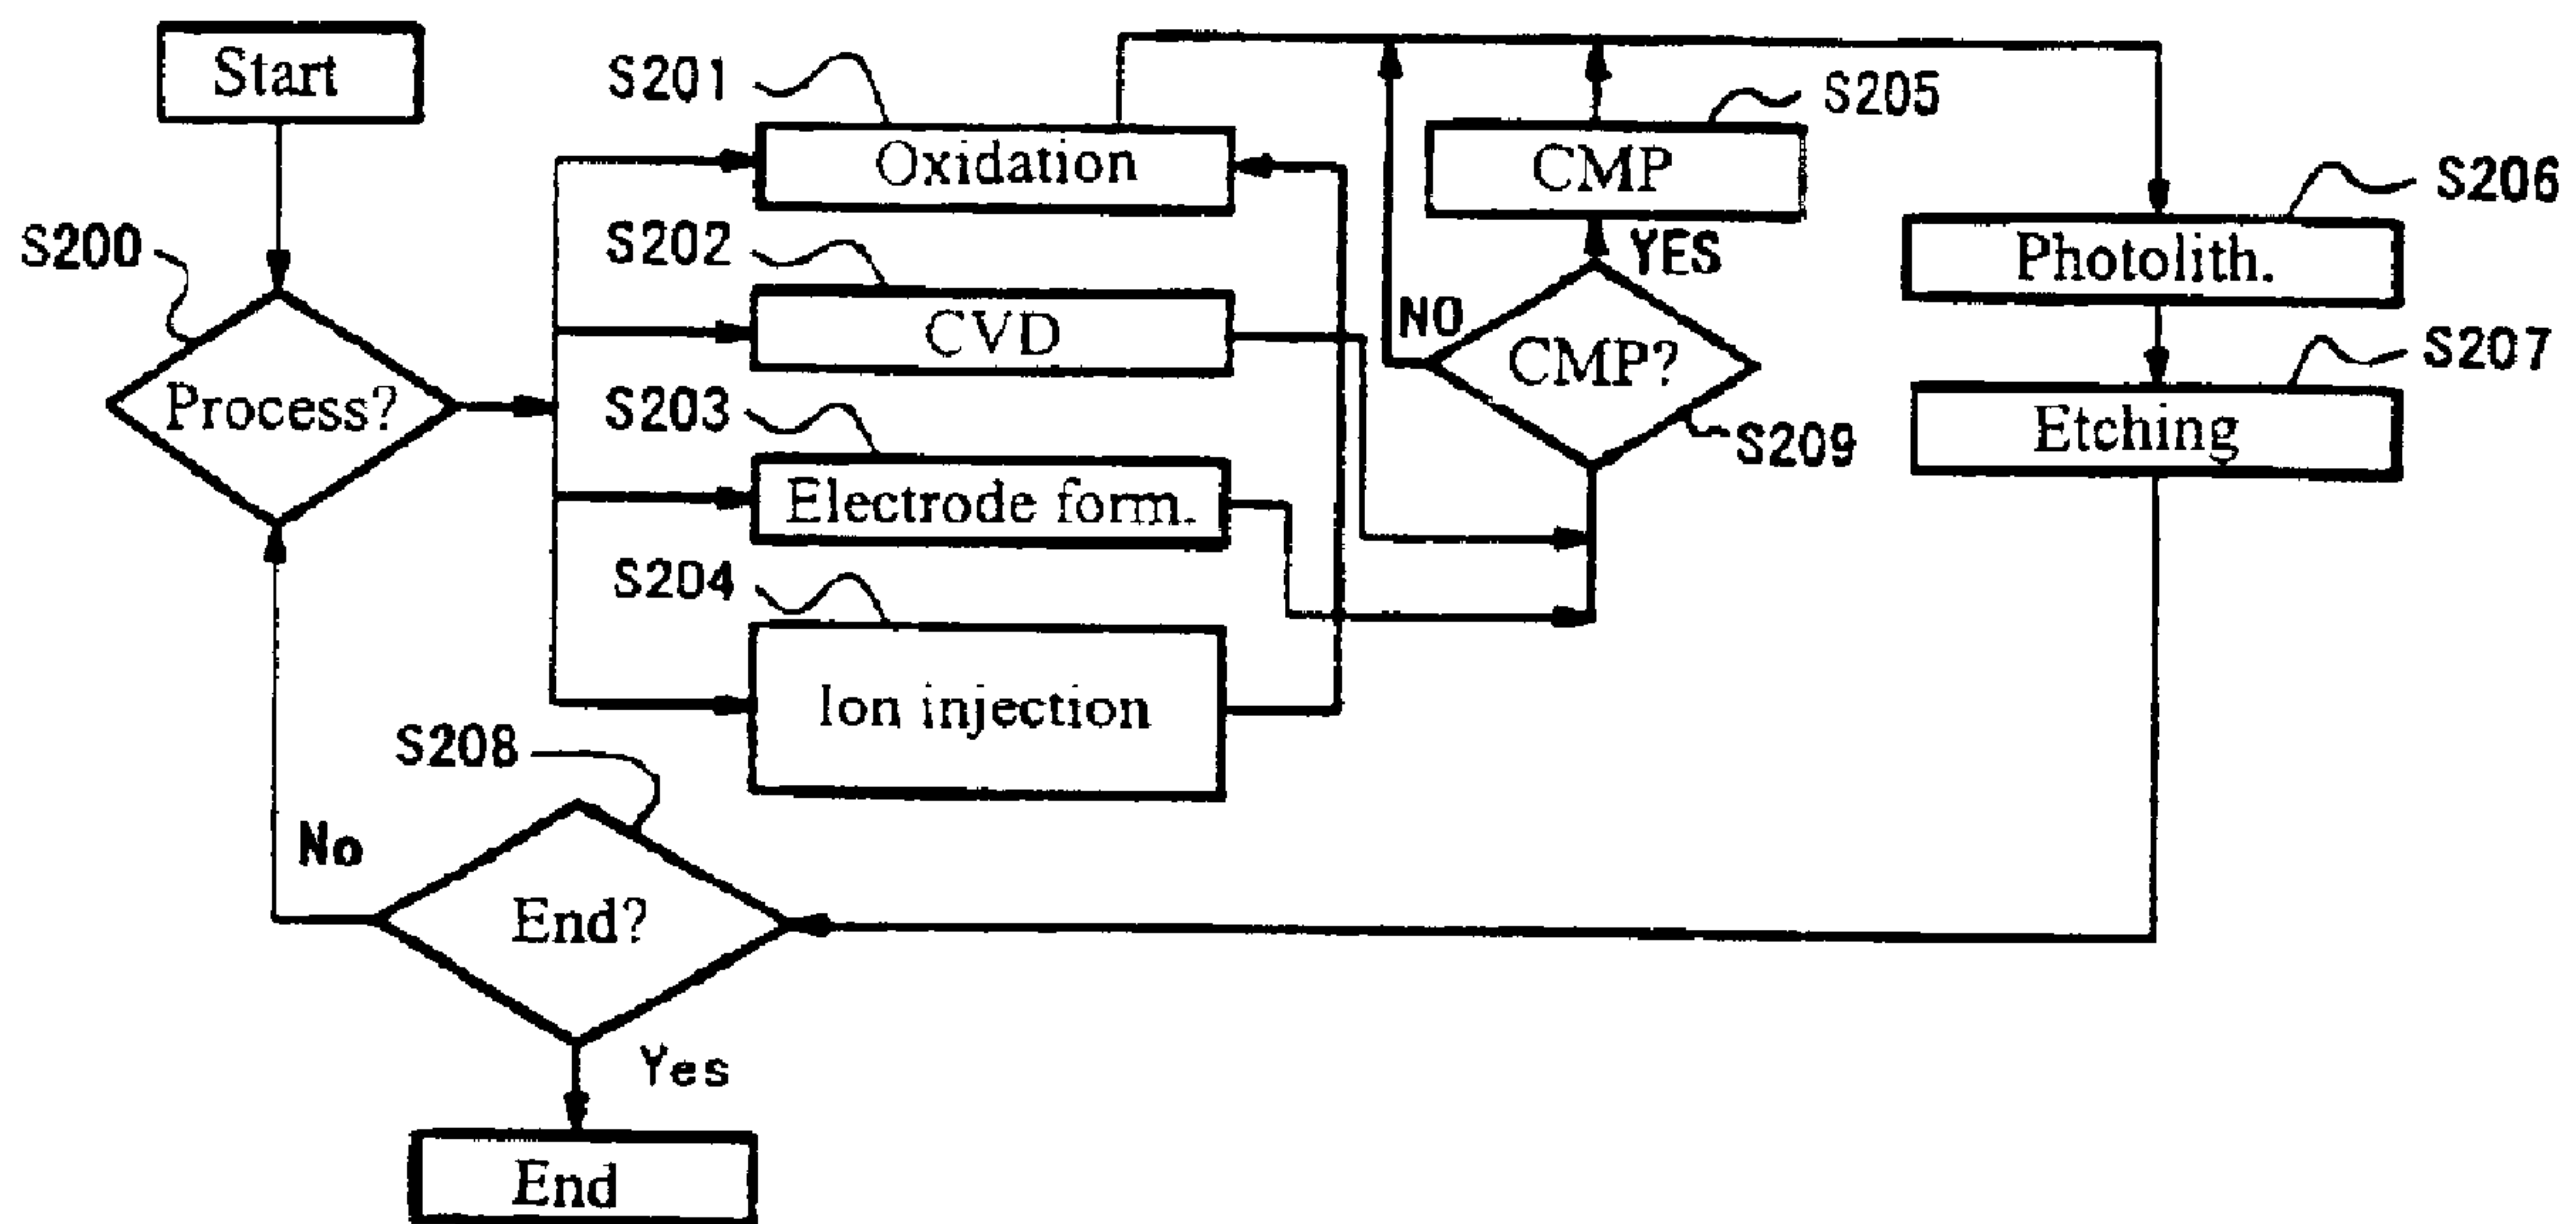 Start
S201
S205
Oxidation
CMP
S206
S200
S202
YES
Photolith.
NO
CVD
CMP?
S207
Process?
S203
S209
Etching
Electrode form.
S204
Ion injection
S208
No
End?
Yes
End